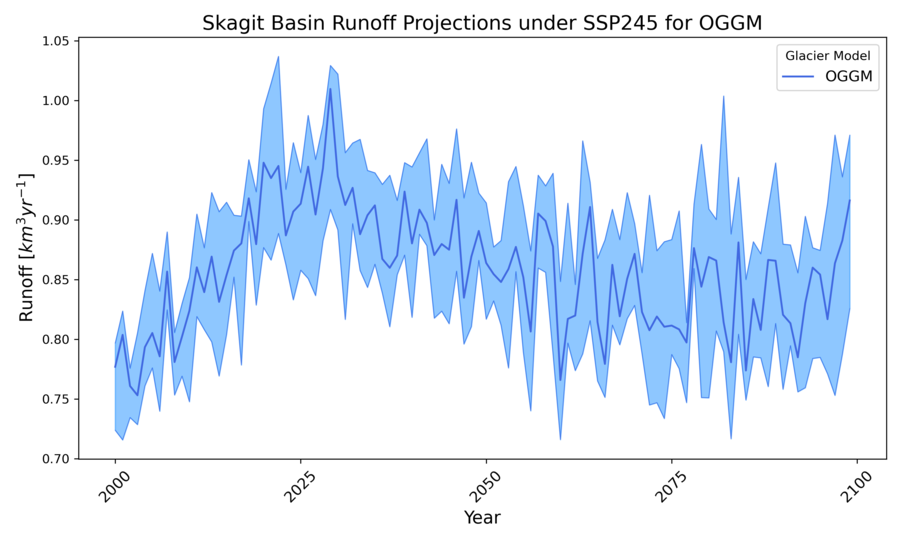 Skagit Basin Runoff Projections under SSP245 for OGGM
Glacier Model
OGGM
1.05
1.00
0.95
0.90
0.85
0.80
0.75
0.70
Runoff [km³yr⁻¹]
2000
2025
2050
2075
2100
Year